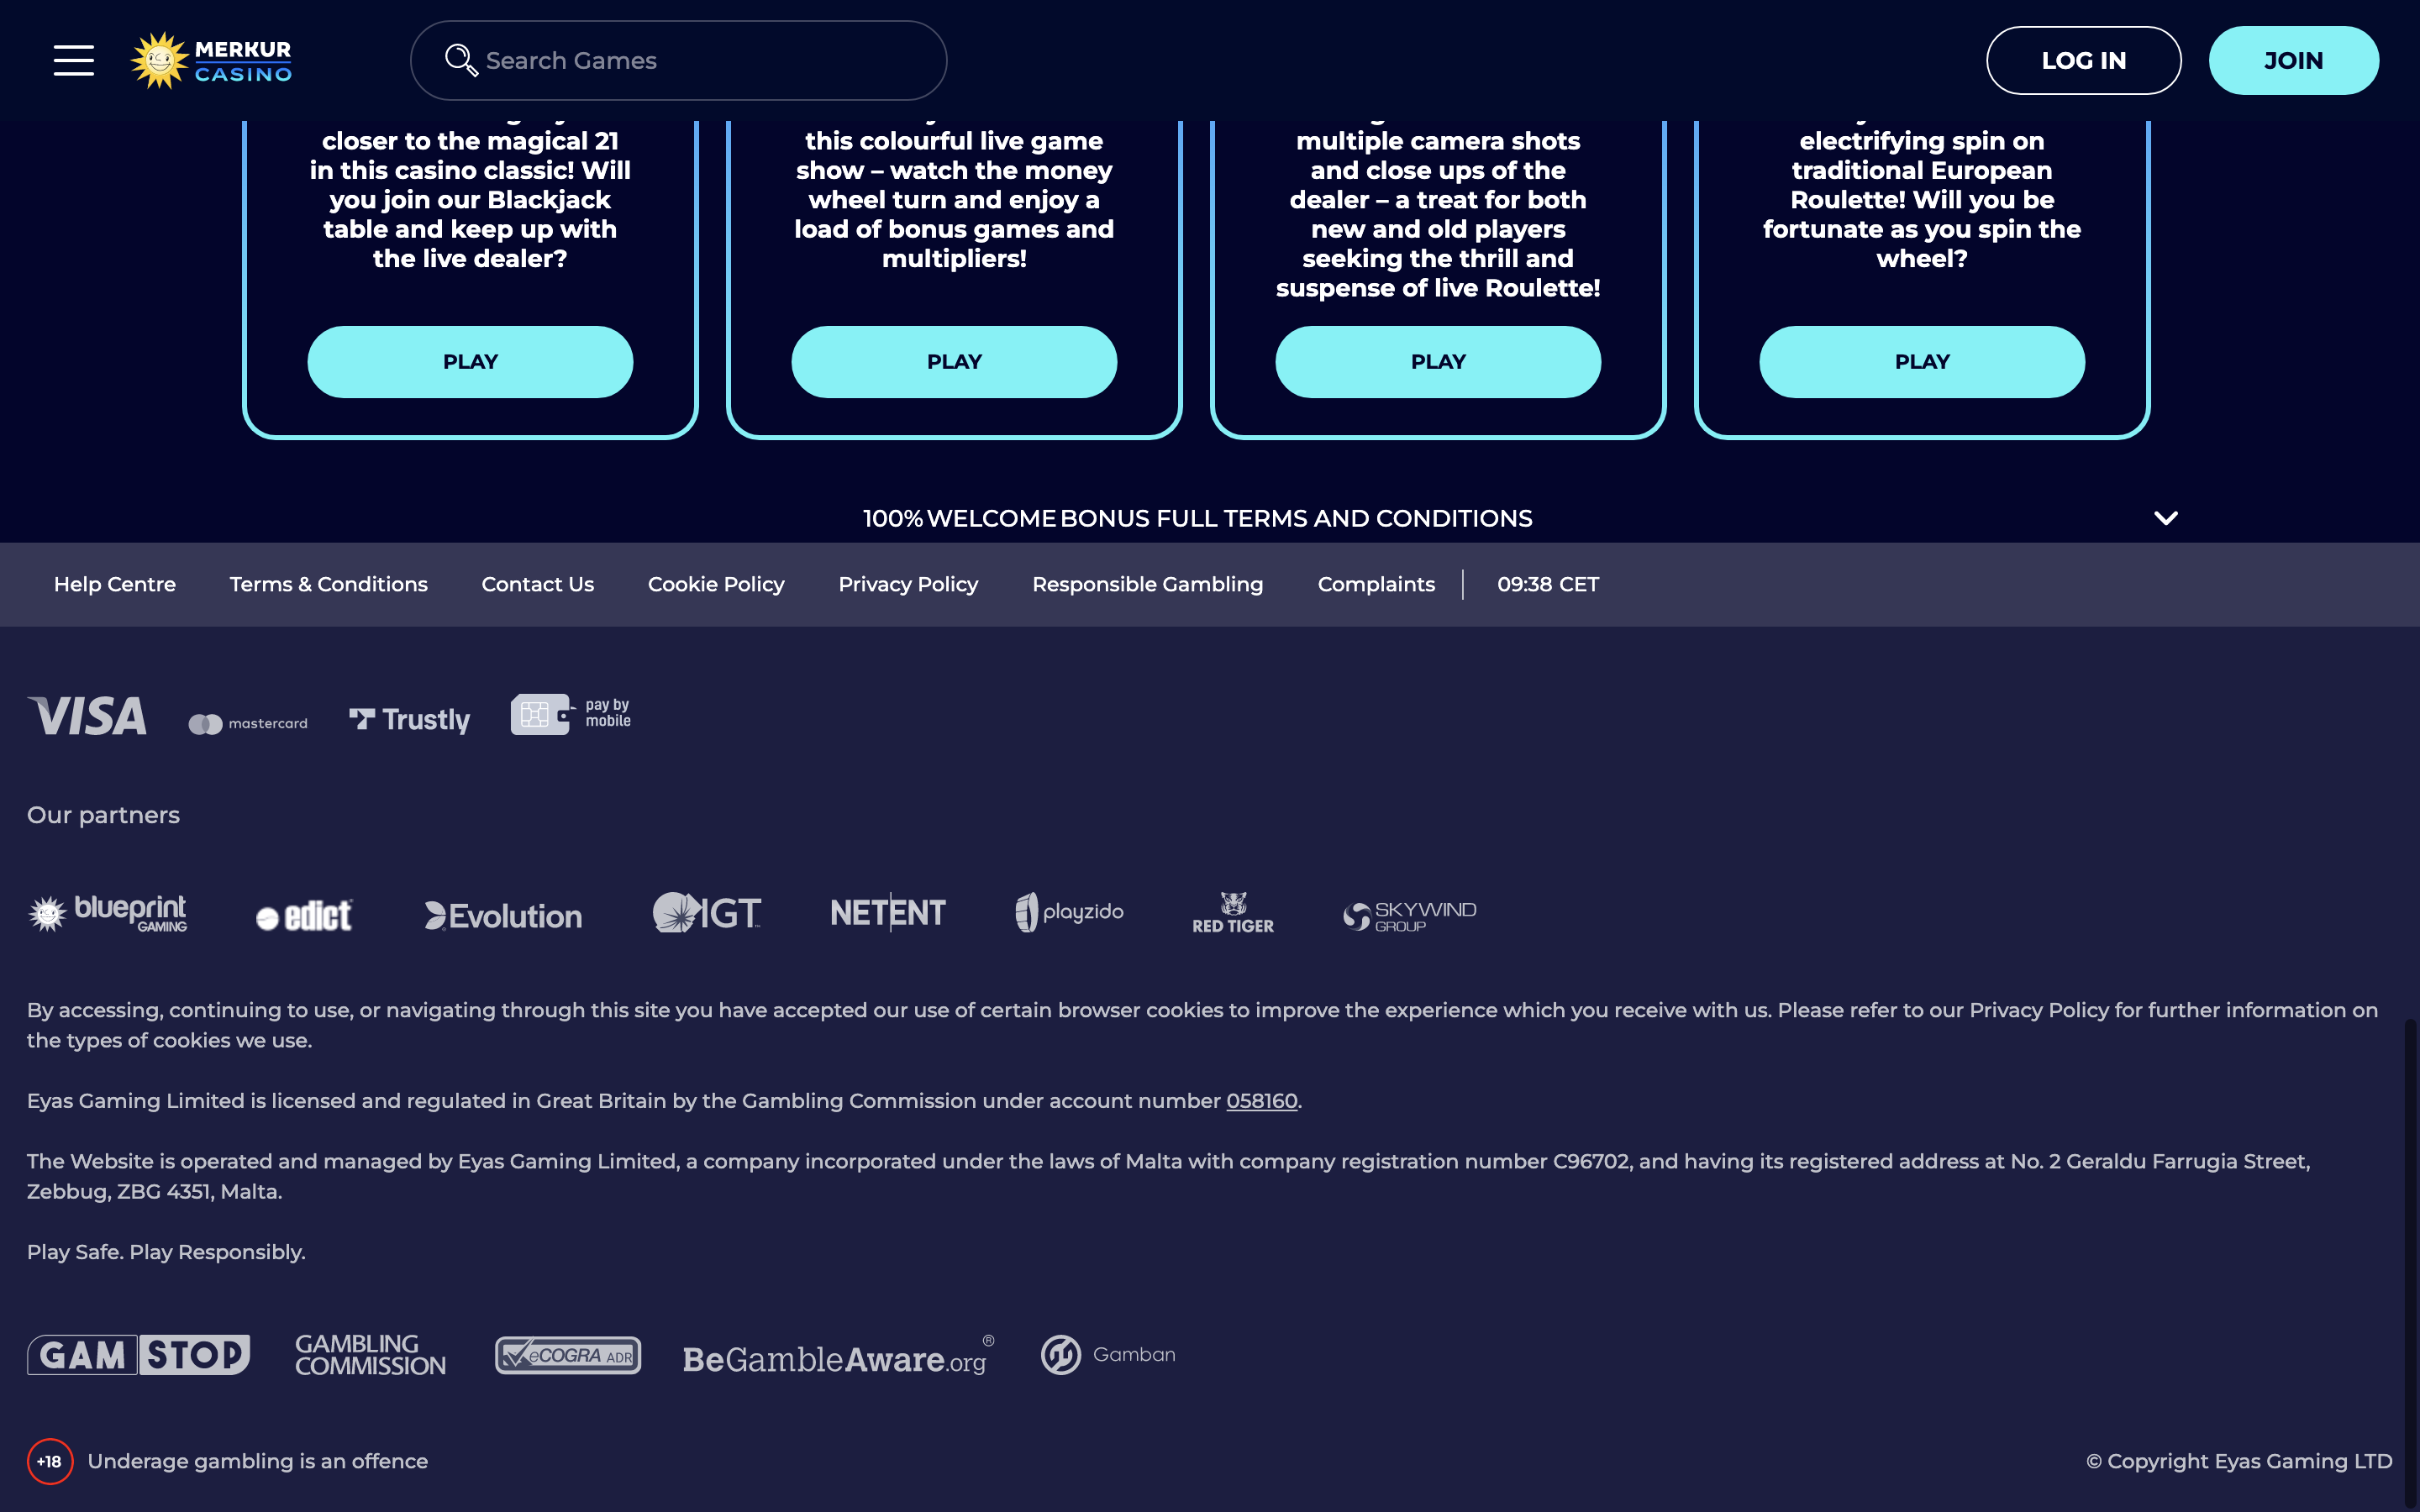 MERKUR
CASINO
Search Games
LOG IN
JOIN
closer to the magical 21
in this casino classic! Will
you join our Blackjack
table and keep up with
the live dealer?
PLAY
this colourful live game
show – watch the money
wheel turn and enjoy a
load of bonus games and
multipliers!
PLAY
multiple camera shots
and close ups of the
dealer – a treat for both
new and old players
seeking the thrill and
suspense of live Roulette!
PLAY
electrifying spin on
traditional European
Roulette! Will you be
fortunate as you spin the
wheel?
PLAY
100% WELCOME BONUS FULL TERMS AND CONDITIONS
Help Centre
Terms & Conditions
Contact Us
Cookie Policy
Privacy Policy
Responsible Gambling
Complaints
09:38 CET
VISA
mastercard
Trustly
pay by
mobile
Our partners
blueprint
GAMING
edict
Evolution
IGT
NETENT
playzido
RED TIGER
SKYWIND
GROUP
By accessing, continuing to use, or navigating through this site you have accepted our use of certain browser cookies to improve the experience which you receive with us. Please refer to our Privacy Policy for further information on
the types of cookies we use.
Eyas Gaming Limited is licensed and regulated in Great Britain by the Gambling Commission under account number 058160.
The Website is operated and managed by Eyas Gaming Limited, a company incorporated under the laws of Malta with company registration number C96702, and having its registered address at No. 2 Geraldu Farrugia Street,
Zebbug, ZBG 4351, Malta.
Play Safe. Play Responsibly.
GAMSTOP
GAMBLING
COMMISSION
eCOGRA ADR
BeGambleAware.org®
Gamban
+18
Underage gambling is an offence
© Copyright Eyas Gaming LTD